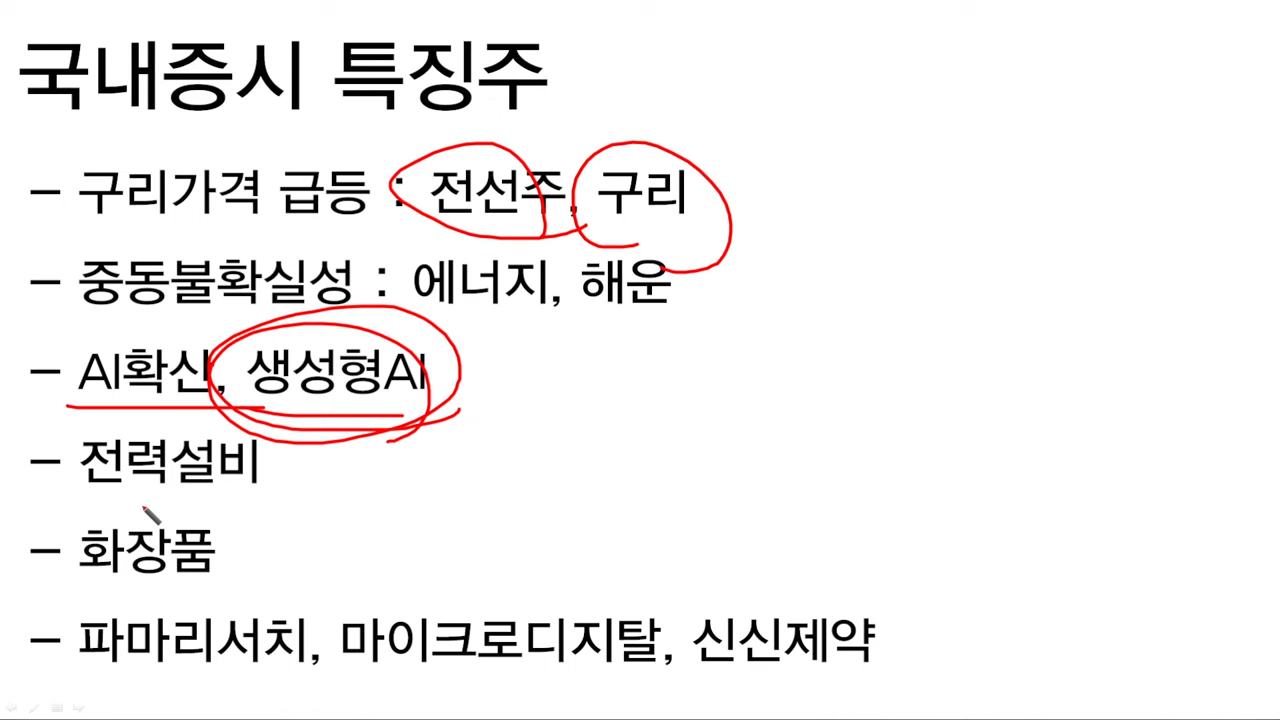 국내증시 특징주
– 구리가격 급등 : 전선주, 구리
– 중동불확실성 : 에너지, 해운
– AI확신, 생성형AI
– 전력설비
– 화장품
– 파마리서치, 마이크로디지탈, 신신제약